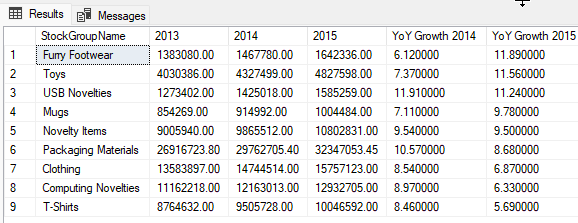 Results Messages
StockGroupName 2013 2014 2015 YoY Growth 2014 YoY Growth 2015
1 Furry Footwear 1383080.00 1467780.00 1642336.00 6.120000 11.890000
2 Toys 4030386.00 4327499.00 4827598.00 7.370000 11.560000
3 USB Novelties 1273402.00 1425018.00 1585259.00 11.910000 11.240000
4 Mugs 854269.00 914992.00 1004484.00 7.110000 9.780000
5 Novelty Items 9005940.00 9865512.00 10802831.00 9.540000 9.500000
6 Packaging Materials 26916723.80 29762705.40 32347053.45 10.570000 8.680000
7 Clothing 13583897.00 14744514.00 15757123.00 8.540000 6.870000
8 Computing Novelties 11162218.00 12163013.00 12932705.00 8.970000 6.330000
9 T-Shirts 8764632.00 9505728.00 10046592.00 8.460000 5.690000